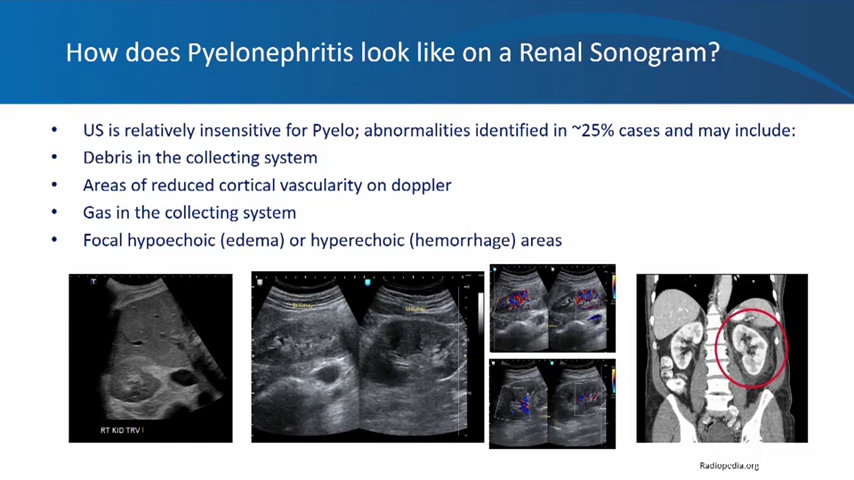 How does Pyelonephritis look like on a Renal Sonogram?
• US is relatively insensitive for Pyelo; abnormalities identified in ~25% cases and may include:
• Debris in the collecting system
• Areas of reduced cortical vascularity on doppler
• Gas in the collecting system
• Focal hypoechoic (edema) or hyperechoic (hemorrhage) areas
RT KID TRV I
Radiopedia.org